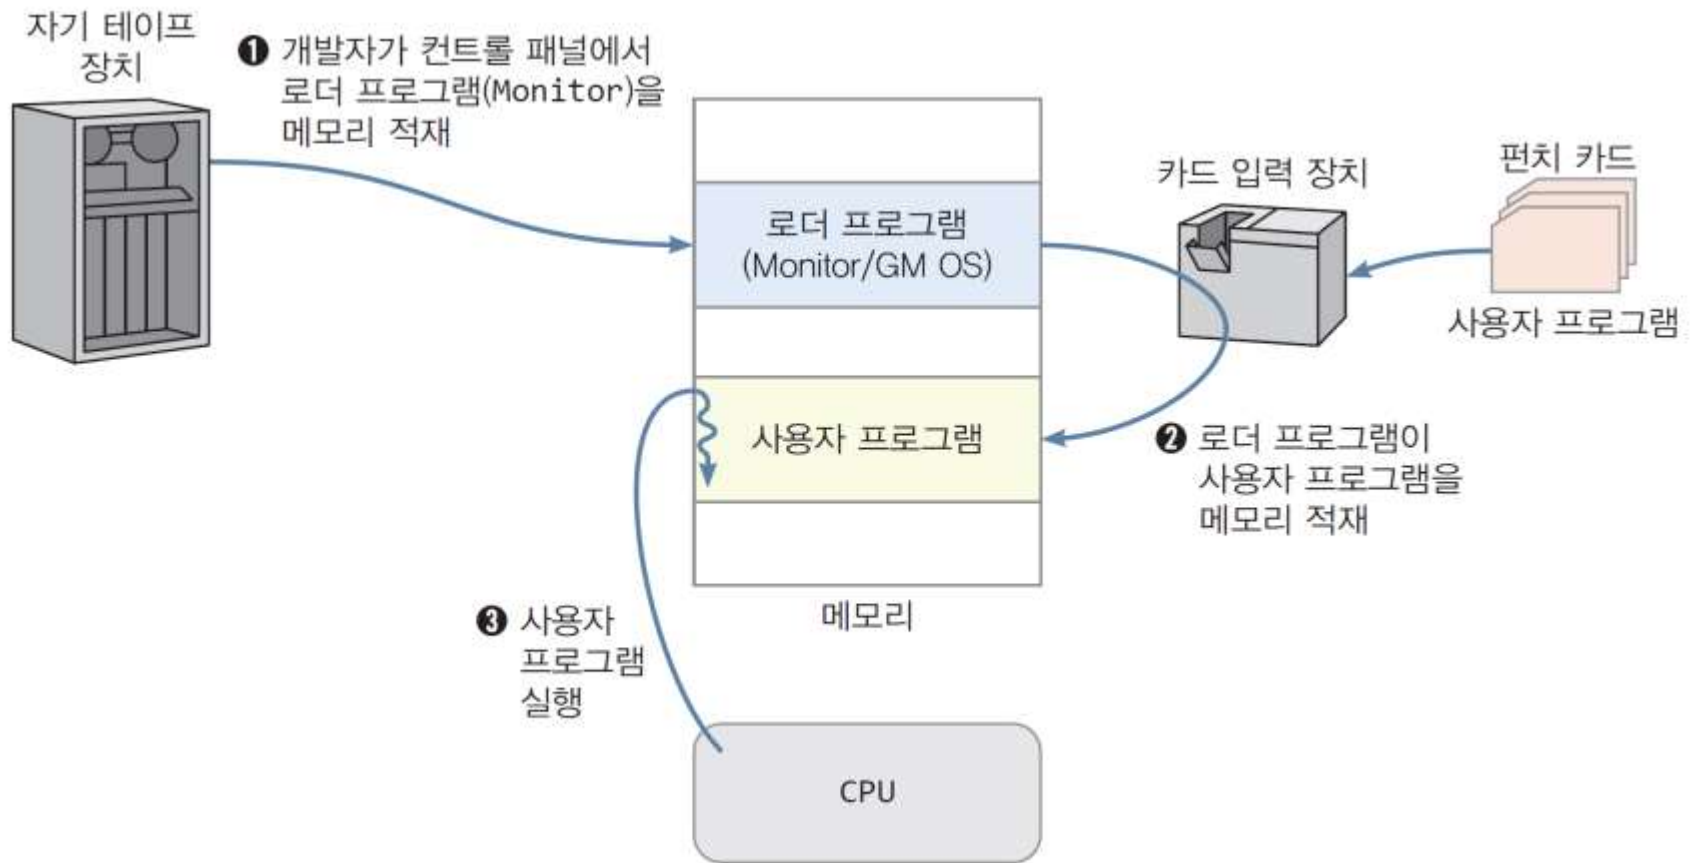 자기 테이프
장치
❶ 개발자가 컨트롤 패널에서
로더 프로그램(Monitor)을
메모리 적재
로더 프로그램
(Monitor/GM OS)
카드 입력 장치
펀치 카드
사용자 프로그램
사용자 프로그램
❷ 로더 프로그램이
사용자 프로그램을
메모리 적재
메모리
❸ 사용자
프로그램
실행
CPU